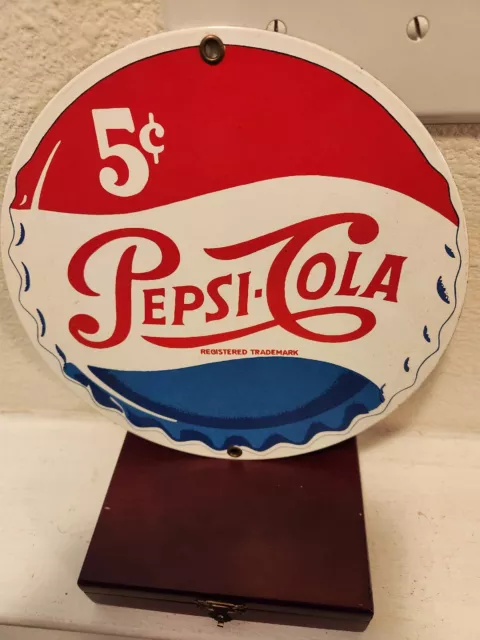 5¢
PEPSI-COLA
REGISTERED TRADEMARK